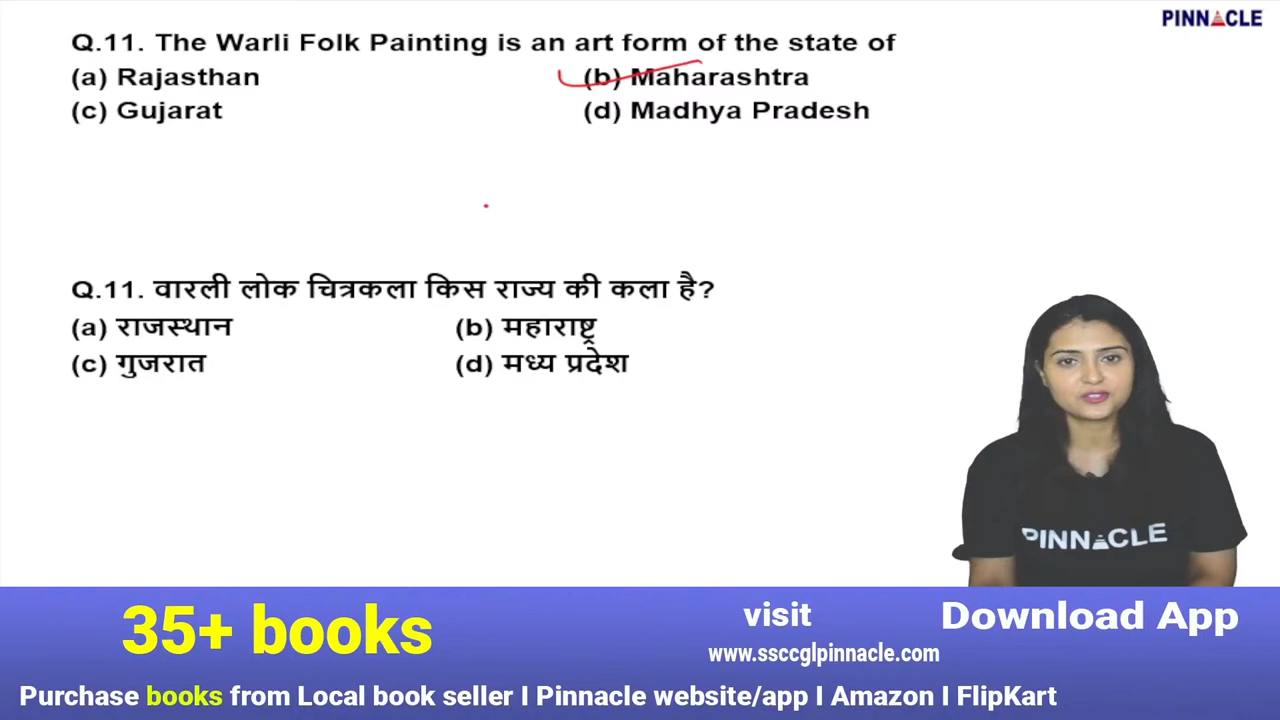 PINNACLE
Q.11. The Warli Folk Painting is an art form of the state of
(a) Rajasthan (b) Maharashtra
(c) Gujarat (d) Madhya Pradesh
Q.11. वारली लोक चित्रकला किस राज्य की कला है?
(a) राजस्थान (b) महाराष्ट्र
(c) गुजरात (d) मध्य प्रदेश
PINNACLE
35+ books
visit
www.ssccglpinnacle.com
Download App
Purchase books from Local book seller I Pinnacle website/app I Amazon I FlipKart